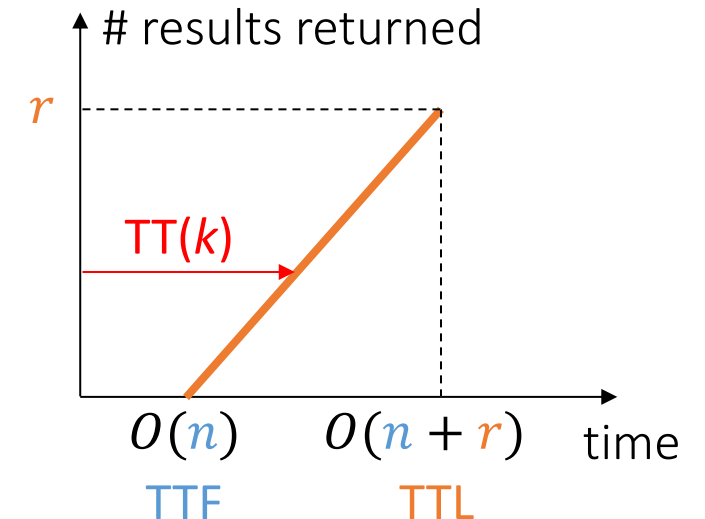 # results returned
r
TT(k)
O(n)
O(n + r)
time
TTF
TTL